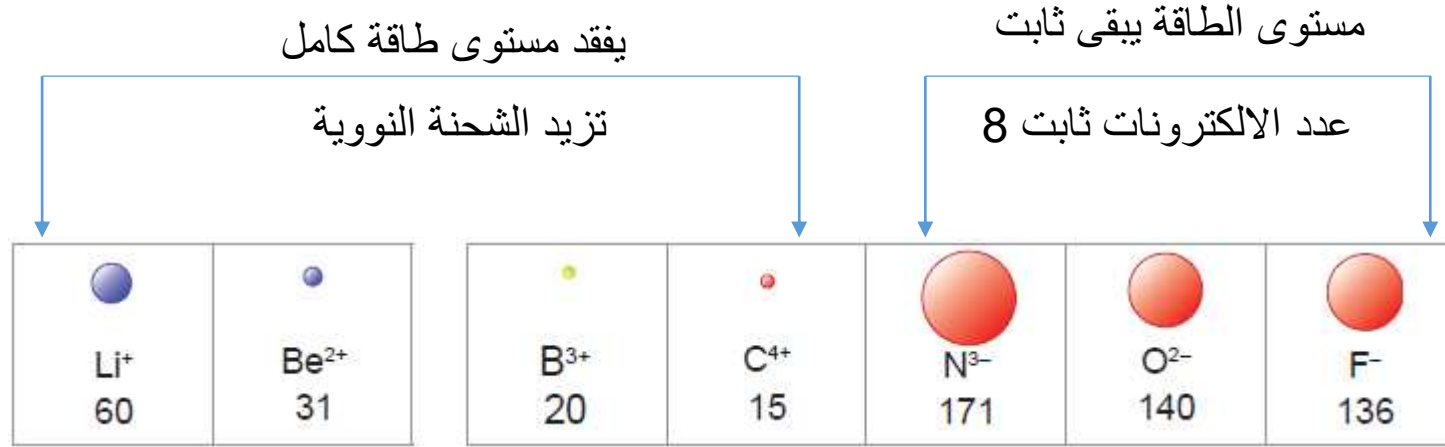 مستوى الطاقة يبقى ثابت
يفقد مستوى طاقة كامل
عدد الالكترونات ثابت 8
تزيد الشحنة النووية
Li⁺ Be²⁺ B³⁺ C⁴⁺ N³⁻ O²⁻ F⁻
60 31 20 15 171 140 136